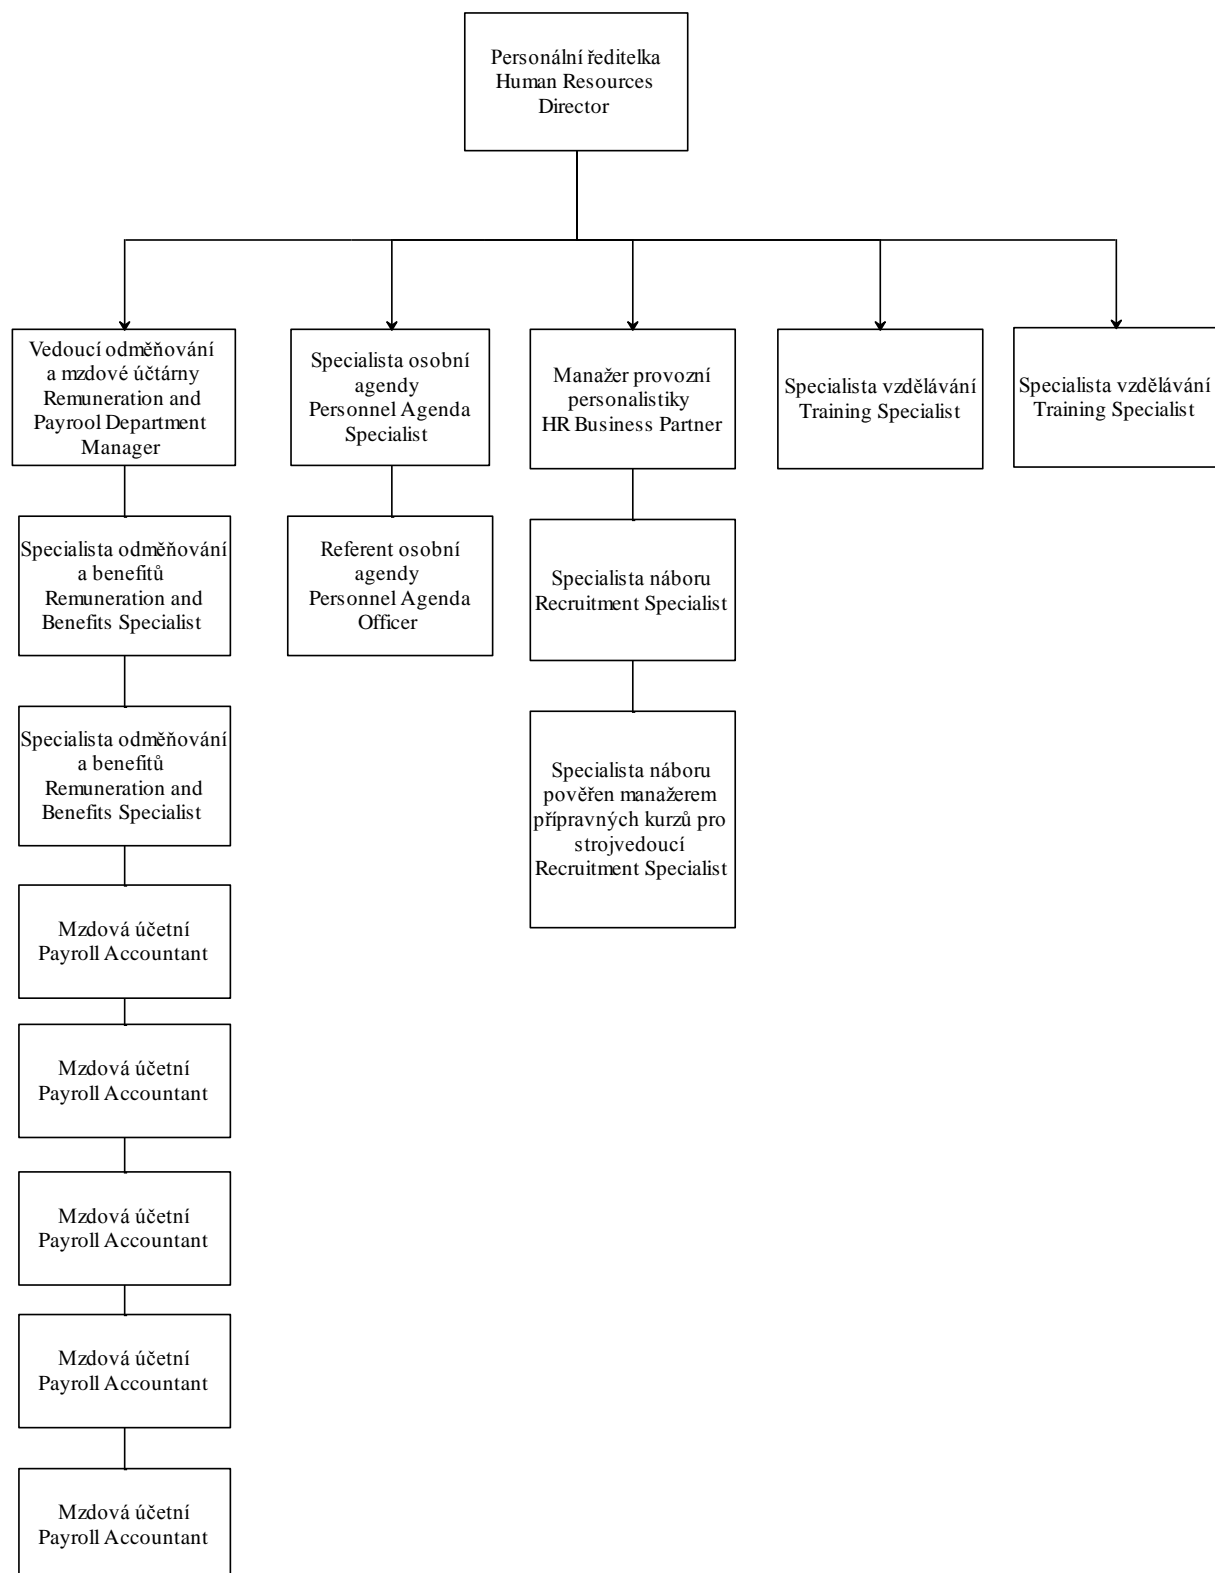 Personální ředitelka
Human Resources
Director
Vedoucí odměňování
a mzdové účtárny
Remuneration and
Payrool Department
Manager
Specialista osobní
agendy
Personnel Agenda
Specialist
Manažer provozní
personalistiky
HR Business Partner
Specialista vzdělávání
Training Specialist
Specialista vzdělávání
Training Specialist
Specialista odměňování
a benefitů
Remuneration and
Benefits Specialist
Referent osobní
agendy
Personnel Agenda
Officer
Specialista náboru
Recruitment Specialist
Specialista odměňování
a benefitů
Remuneration and
Benefits Specialist
Specialista náboru
pověřen manažerem
přípravných kurzů pro
strojvedoucí
Recruitment Specialist
Mzdová účetní
Payroll Accountant
Mzdová účetní
Payroll Accountant
Mzdová účetní
Payroll Accountant
Mzdová účetní
Payroll Accountant
Mzdová účetní
Payroll Accountant